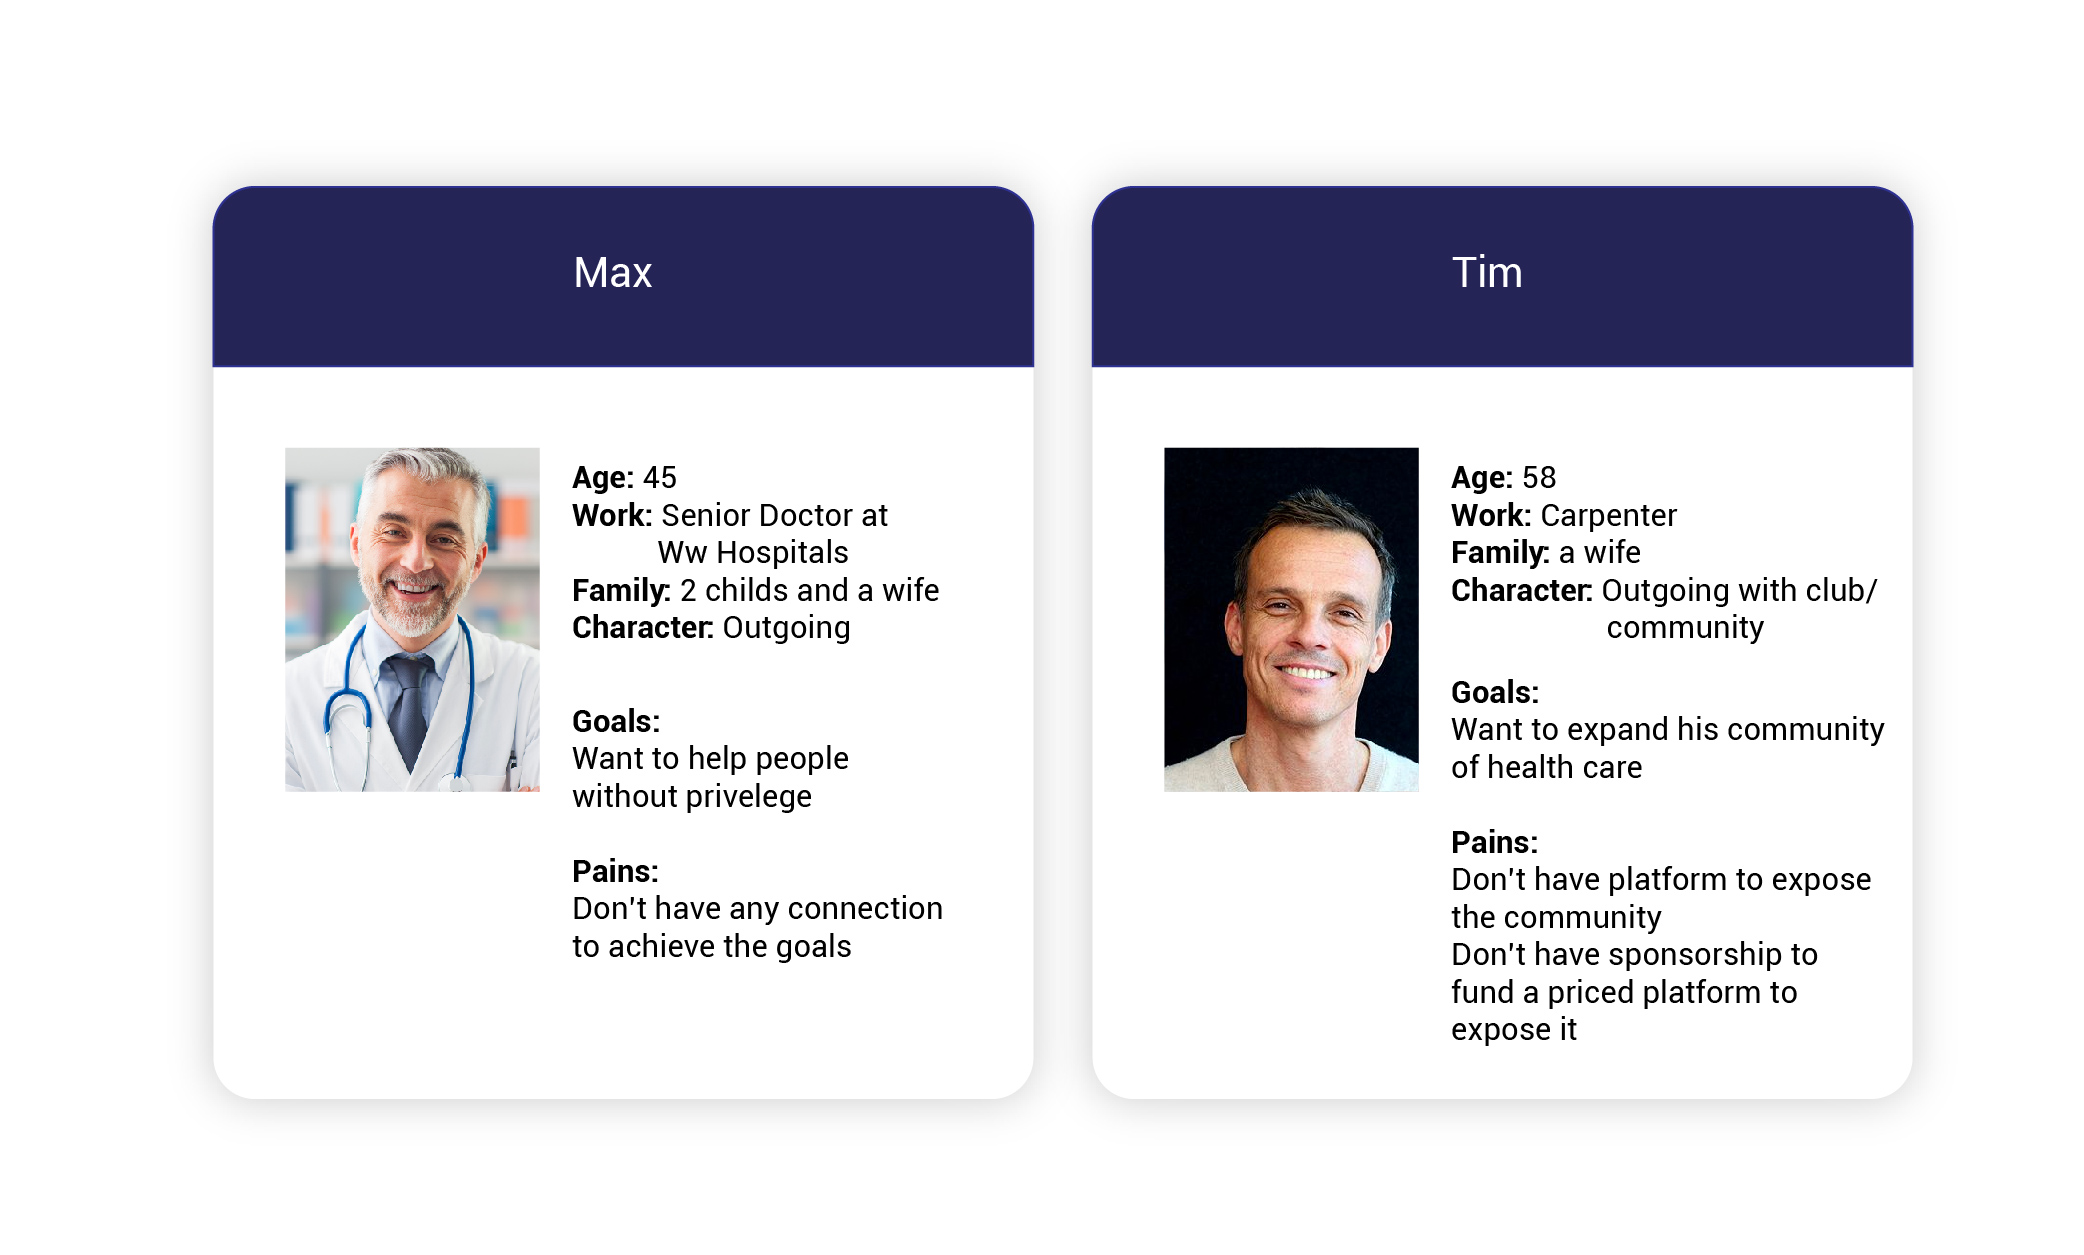 Max
Age: 45
Work: Senior Doctor at
Ww Hospitals
Family: 2 childs and a wife
Character: Outgoing
Goals:
Want to help people
without privelege
Pains:
Don't have any connection
to achieve the goals
Tim
Age: 58
Work: Carpenter
Family: a wife
Character: Outgoing with club/
community
Goals:
Want to expand his community
of health care
Pains:
Don't have platform to expose
the community
Don't have sponsorship to
fund a priced platform to
expose it